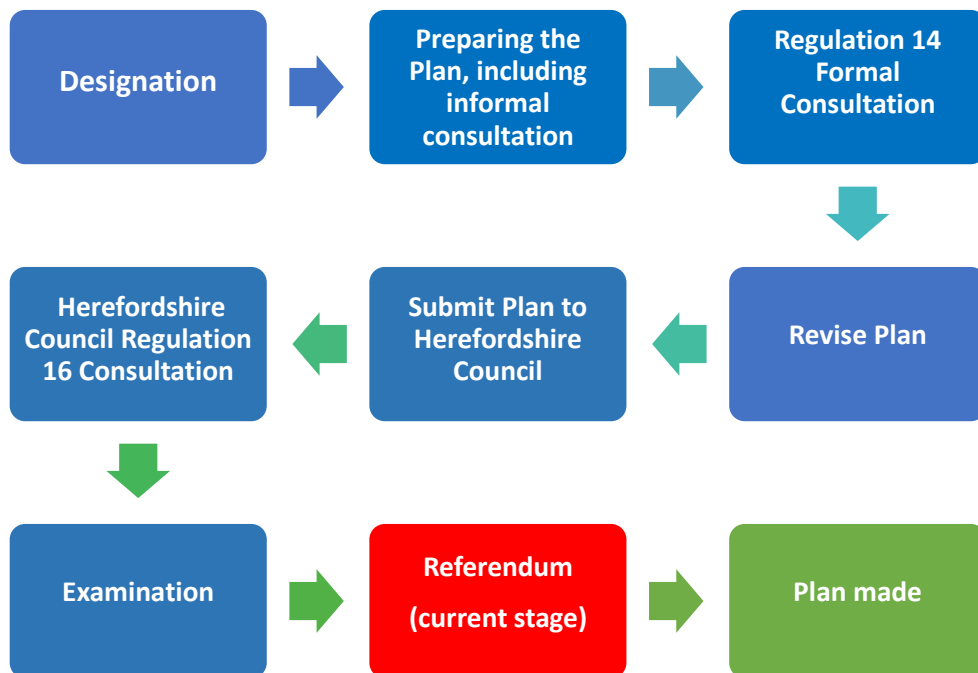 Designation
Preparing the
Plan, including
informal
consultation
Regulation 14
Formal
Consultation
Revise Plan
Submit Plan to
Herefordshire
Council
Herefordshire
Council Regulation
16 Consultation
Examination
Referendum
(current stage)
Plan made